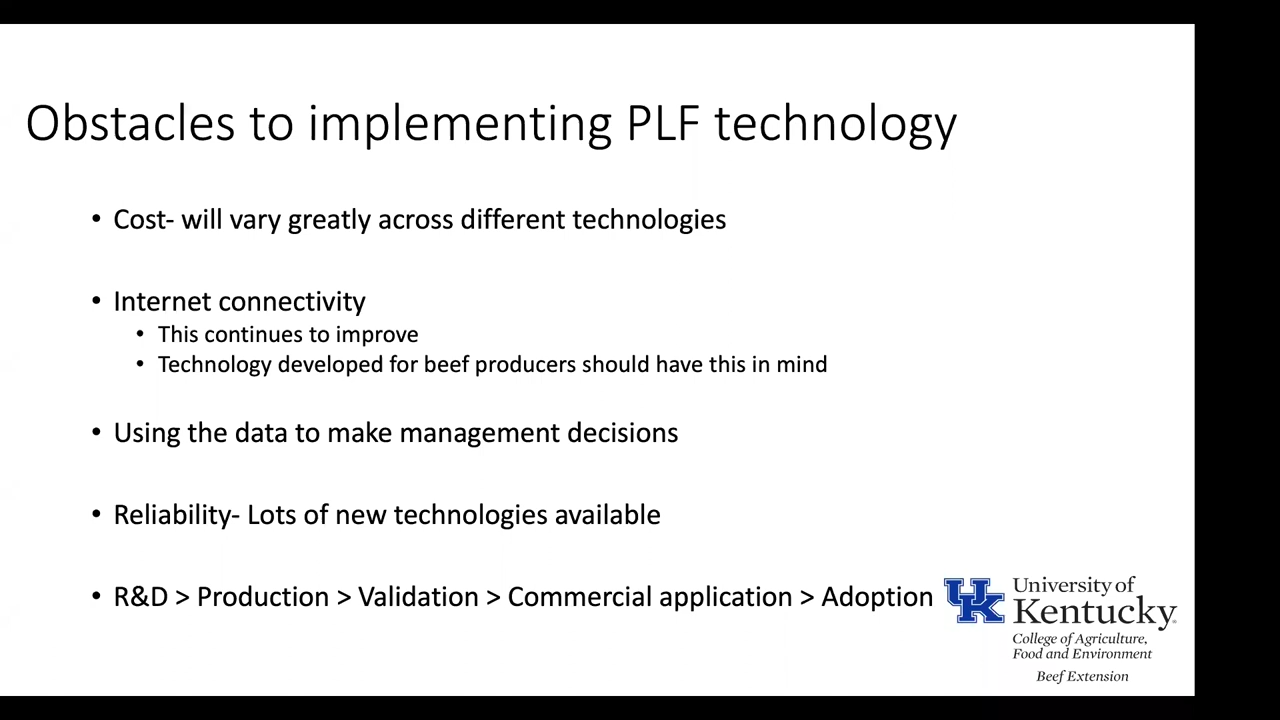 Obstacles to implementing PLF technology
• Cost- will vary greatly across different technologies
• Internet connectivity
• This continues to improve
• Technology developed for beef producers should have this in mind
• Using the data to make management decisions
• Reliability- Lots of new technologies available
• R&D > Production > Validation > Commercial application > Adoption
UK
University of
Kentucky®
College of Agriculture,
Food and Environment
Beef Extension